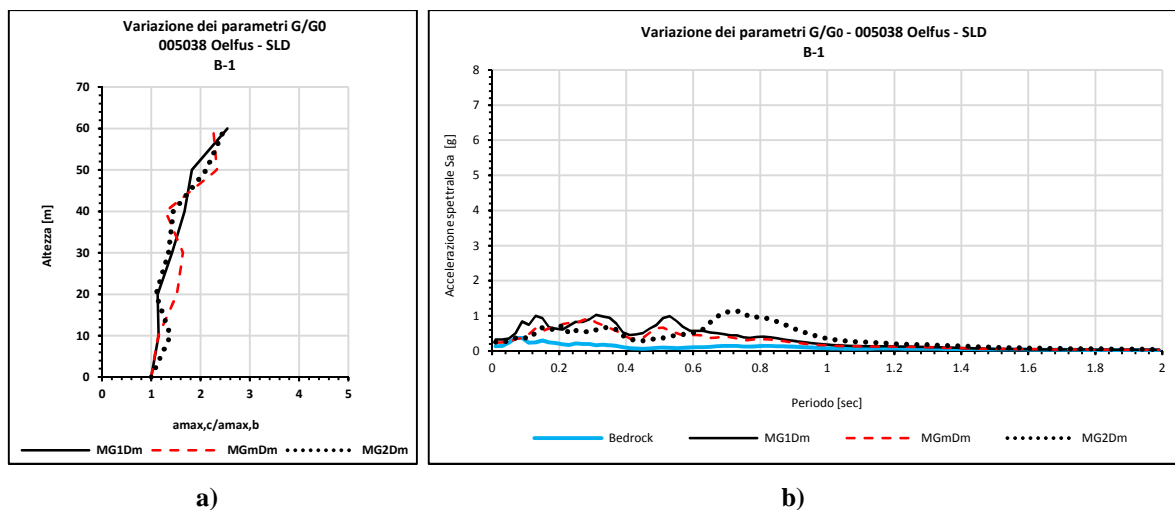 Variazione dei parametri G/G0
005038 Oelfus - SLD
B-1
Altezza [m]
70
60
50
40
30
20
10
0
0 1 2 3 4 5
amax,c/amax,b
MG1Dm MGmDm MG2Dm
a)
Variazione dei parametri G/G0 - 005038 Oelfus - SLD
B-1
Accelerazione spettrale Sa [g]
8
7
6
5
4
3
2
1
0
0 0.2 0.4 0.6 0.8 1 1.2 1.4 1.6 1.8 2
Periodo [sec]
Bedrock MG1Dm MGmDm MG2Dm
b)